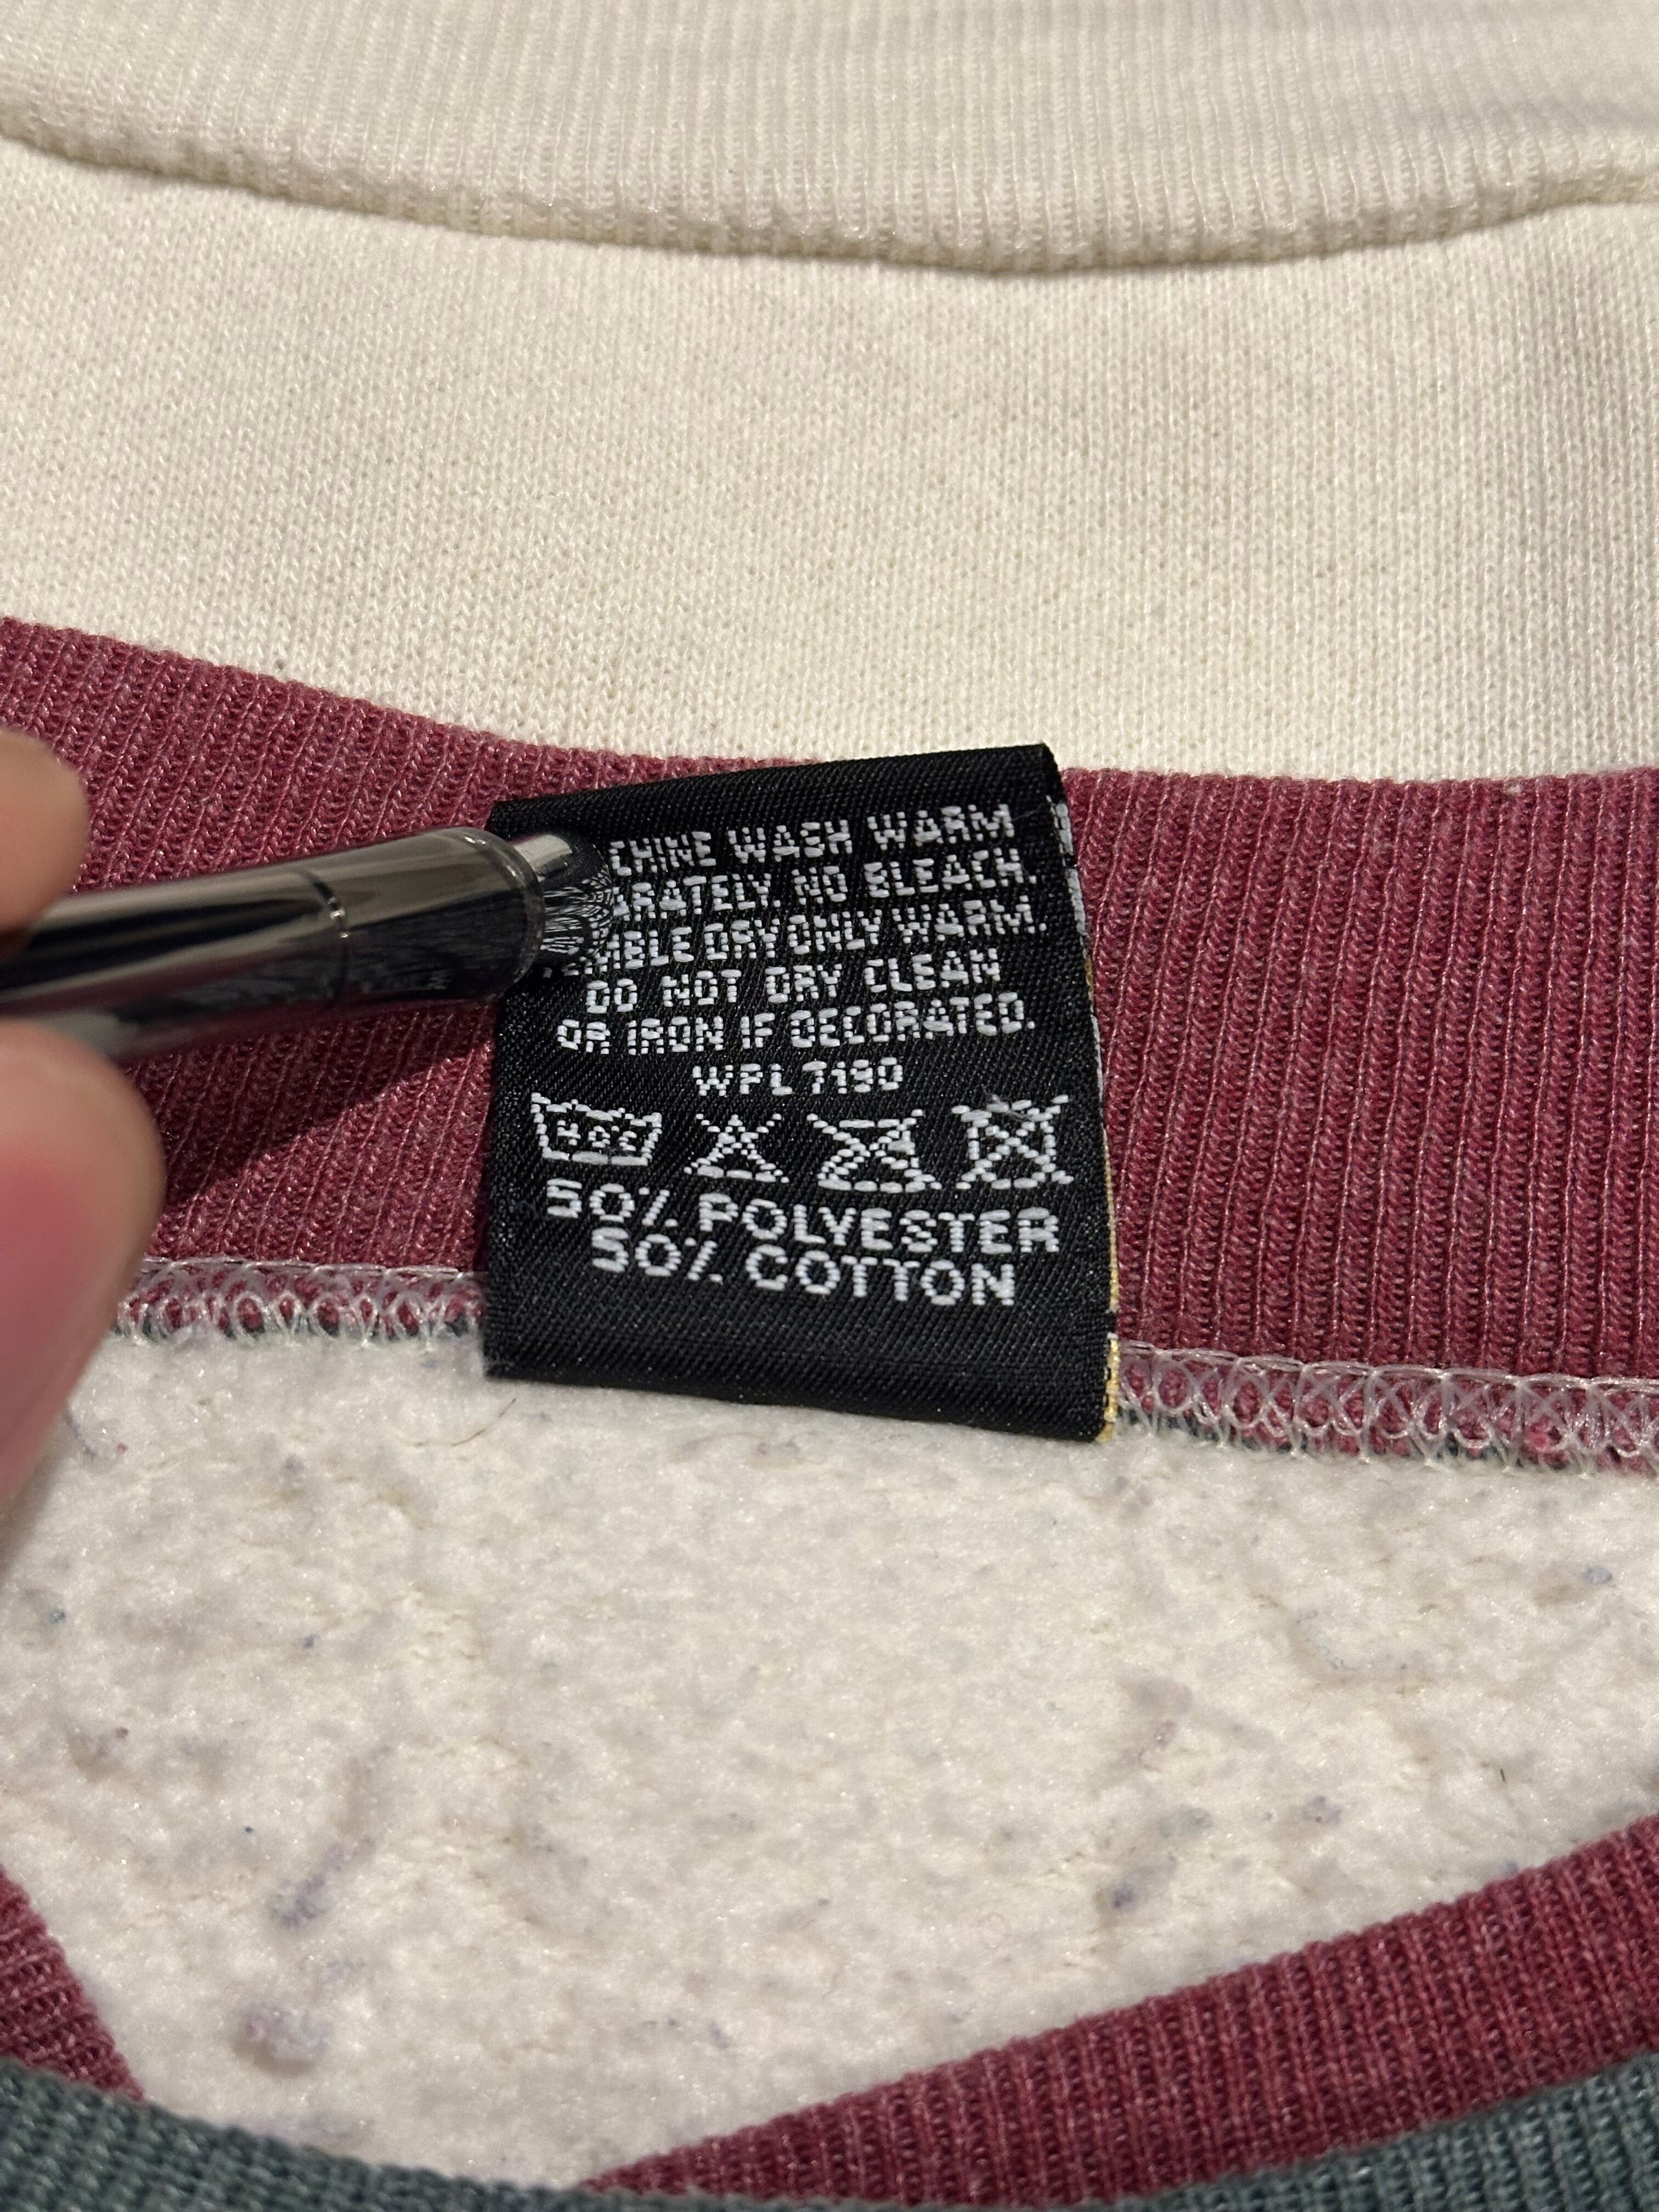 CHINE WASH WARM
ARATELY NO BLEACH.
MBLE DRY ONLY WARM.
DO NOT DRY CLEAN
OR IRON IF DECORATED.
WPL 7190
40C
50% POLYESTER
50% COTTON